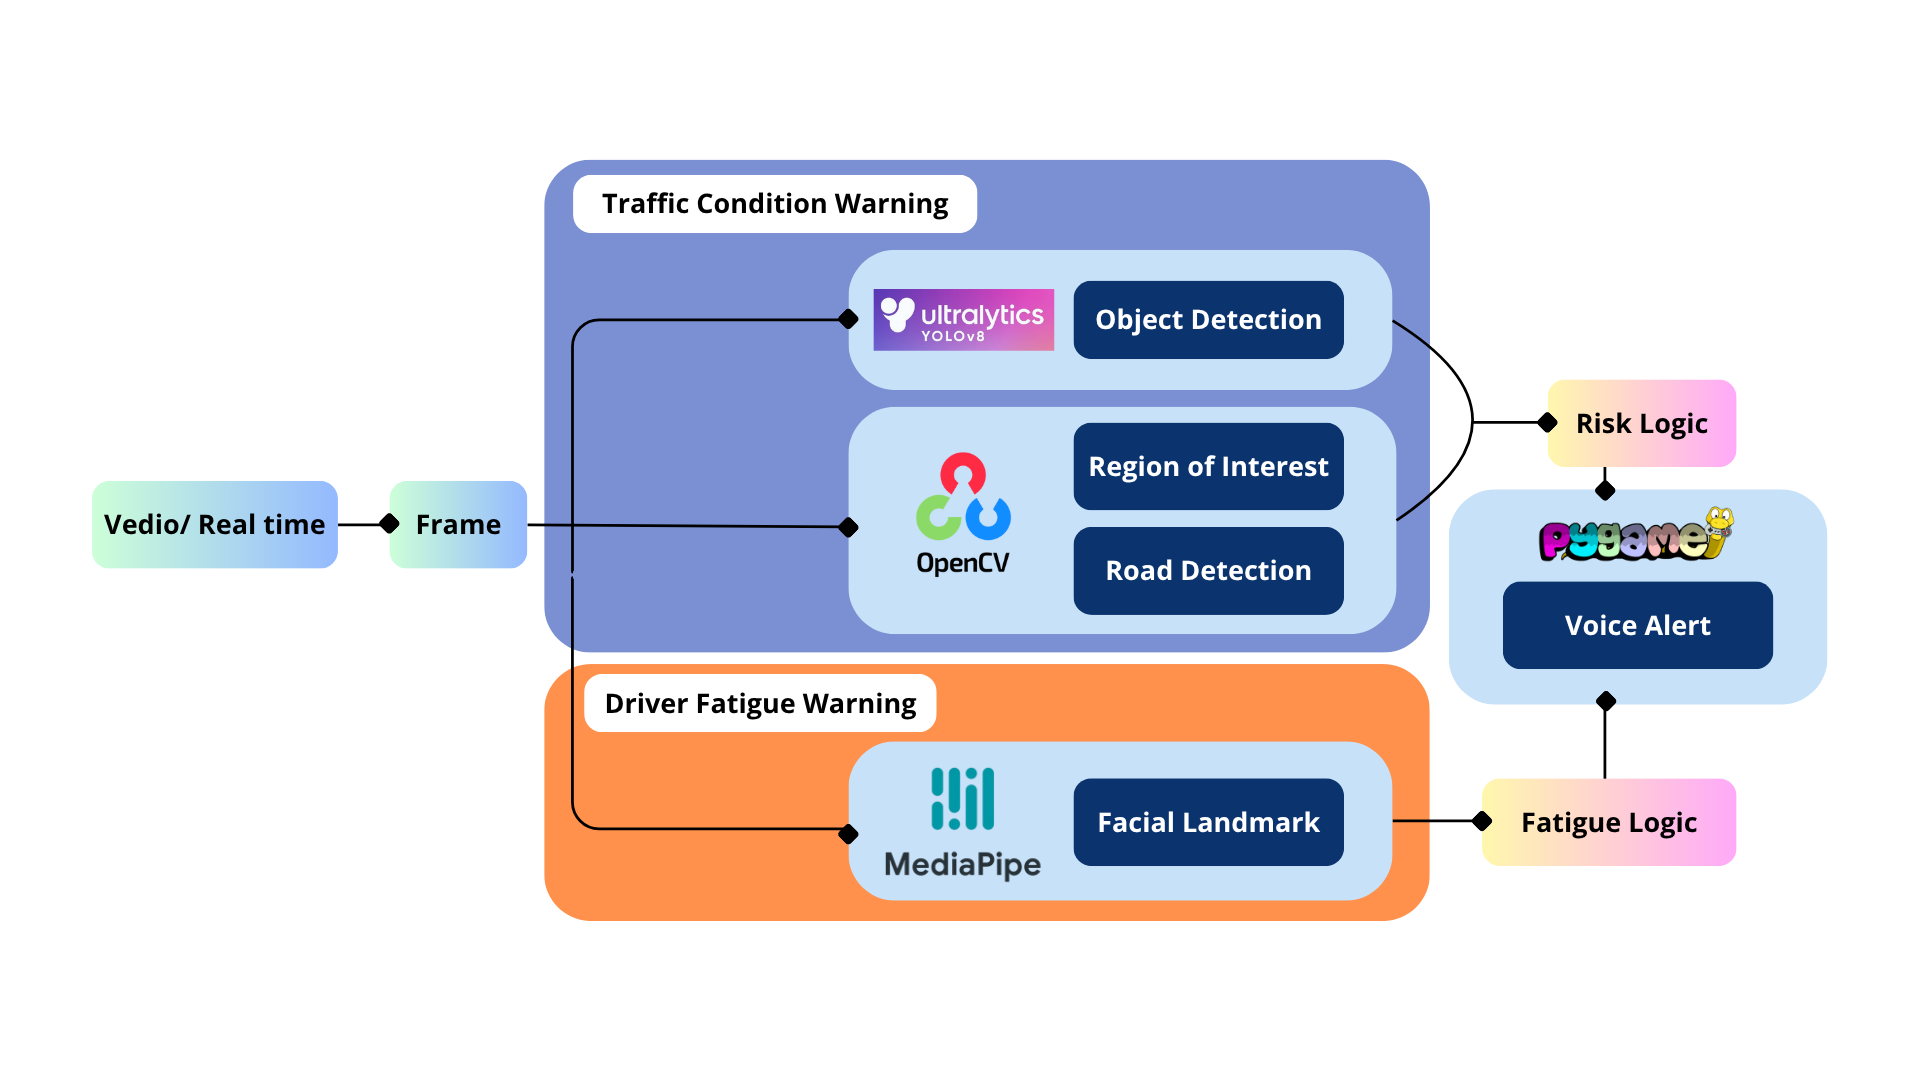 Traffic Condition Warning
ultralytics
YOLOv8
Object Detection
OpenCV
Region of Interest
Road Detection
Vedio/ Real time
Frame
Risk Logic
pygame
Voice Alert
Driver Fatigue Warning
MediaPipe
Facial Landmark
Fatigue Logic